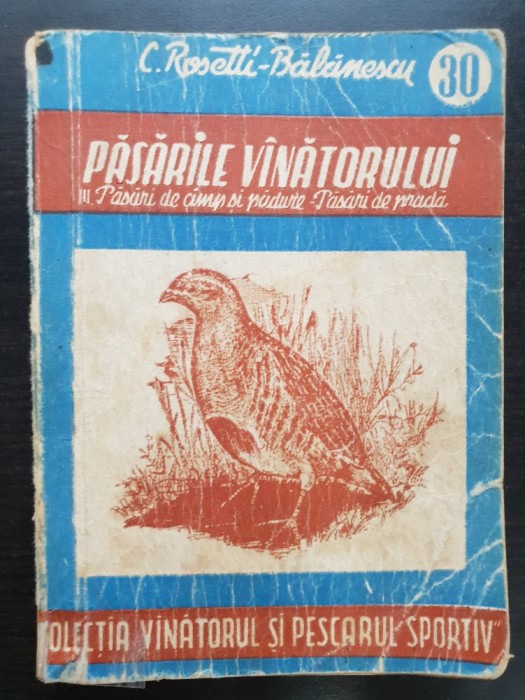 C. Rosetti-Bălănescu
30
PĂSĂRILE VÎNĂTORULUI
III. Păsări de cîmp și pădure - Păsări de pradă
OLECȚIA "VÎNĂTORUL ȘI PESCARUL SPORTIV"